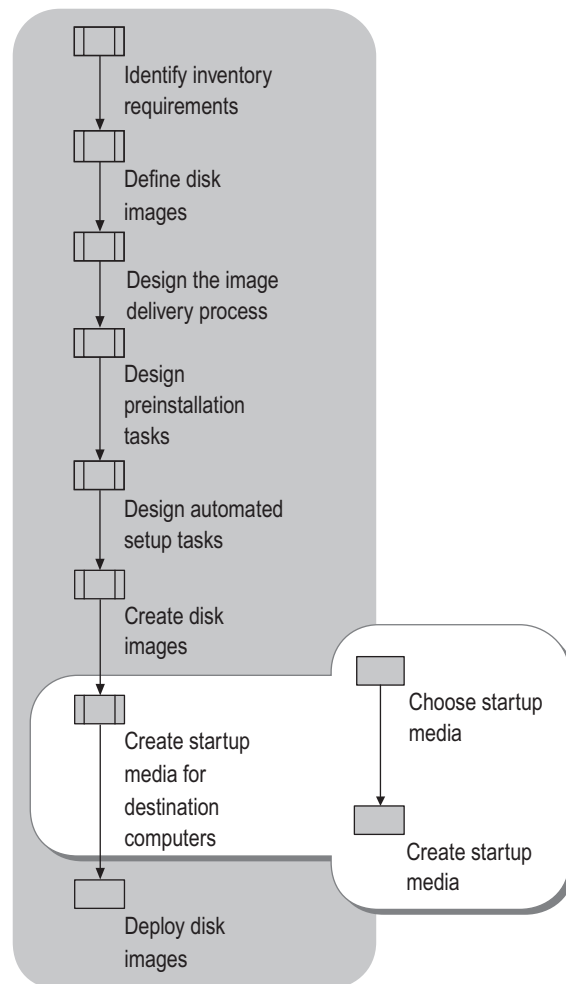 Identify inventory
requirements
Define disk
images
Design the image
delivery process
Design
preinstallation
tasks
Design automated
setup tasks
Create disk
images
Create startup
media for
destination
computers
Deploy disk
images
Choose startup
media
Create startup
media